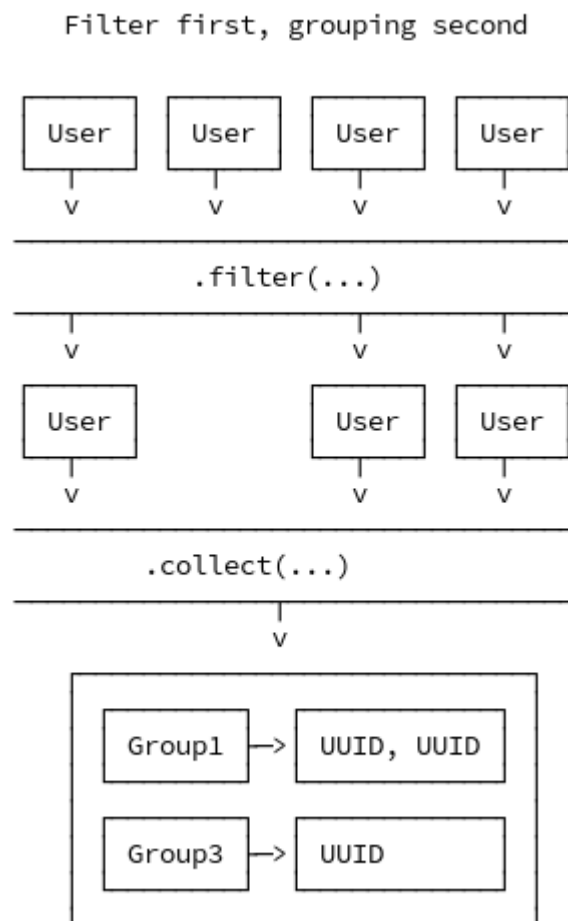 Filter first, grouping second
User User User User
v v v v
.filter(...)
v v v
User User User
v v v
.collect(...)
v
Group1 —> UUID, UUID
Group3 —> UUID